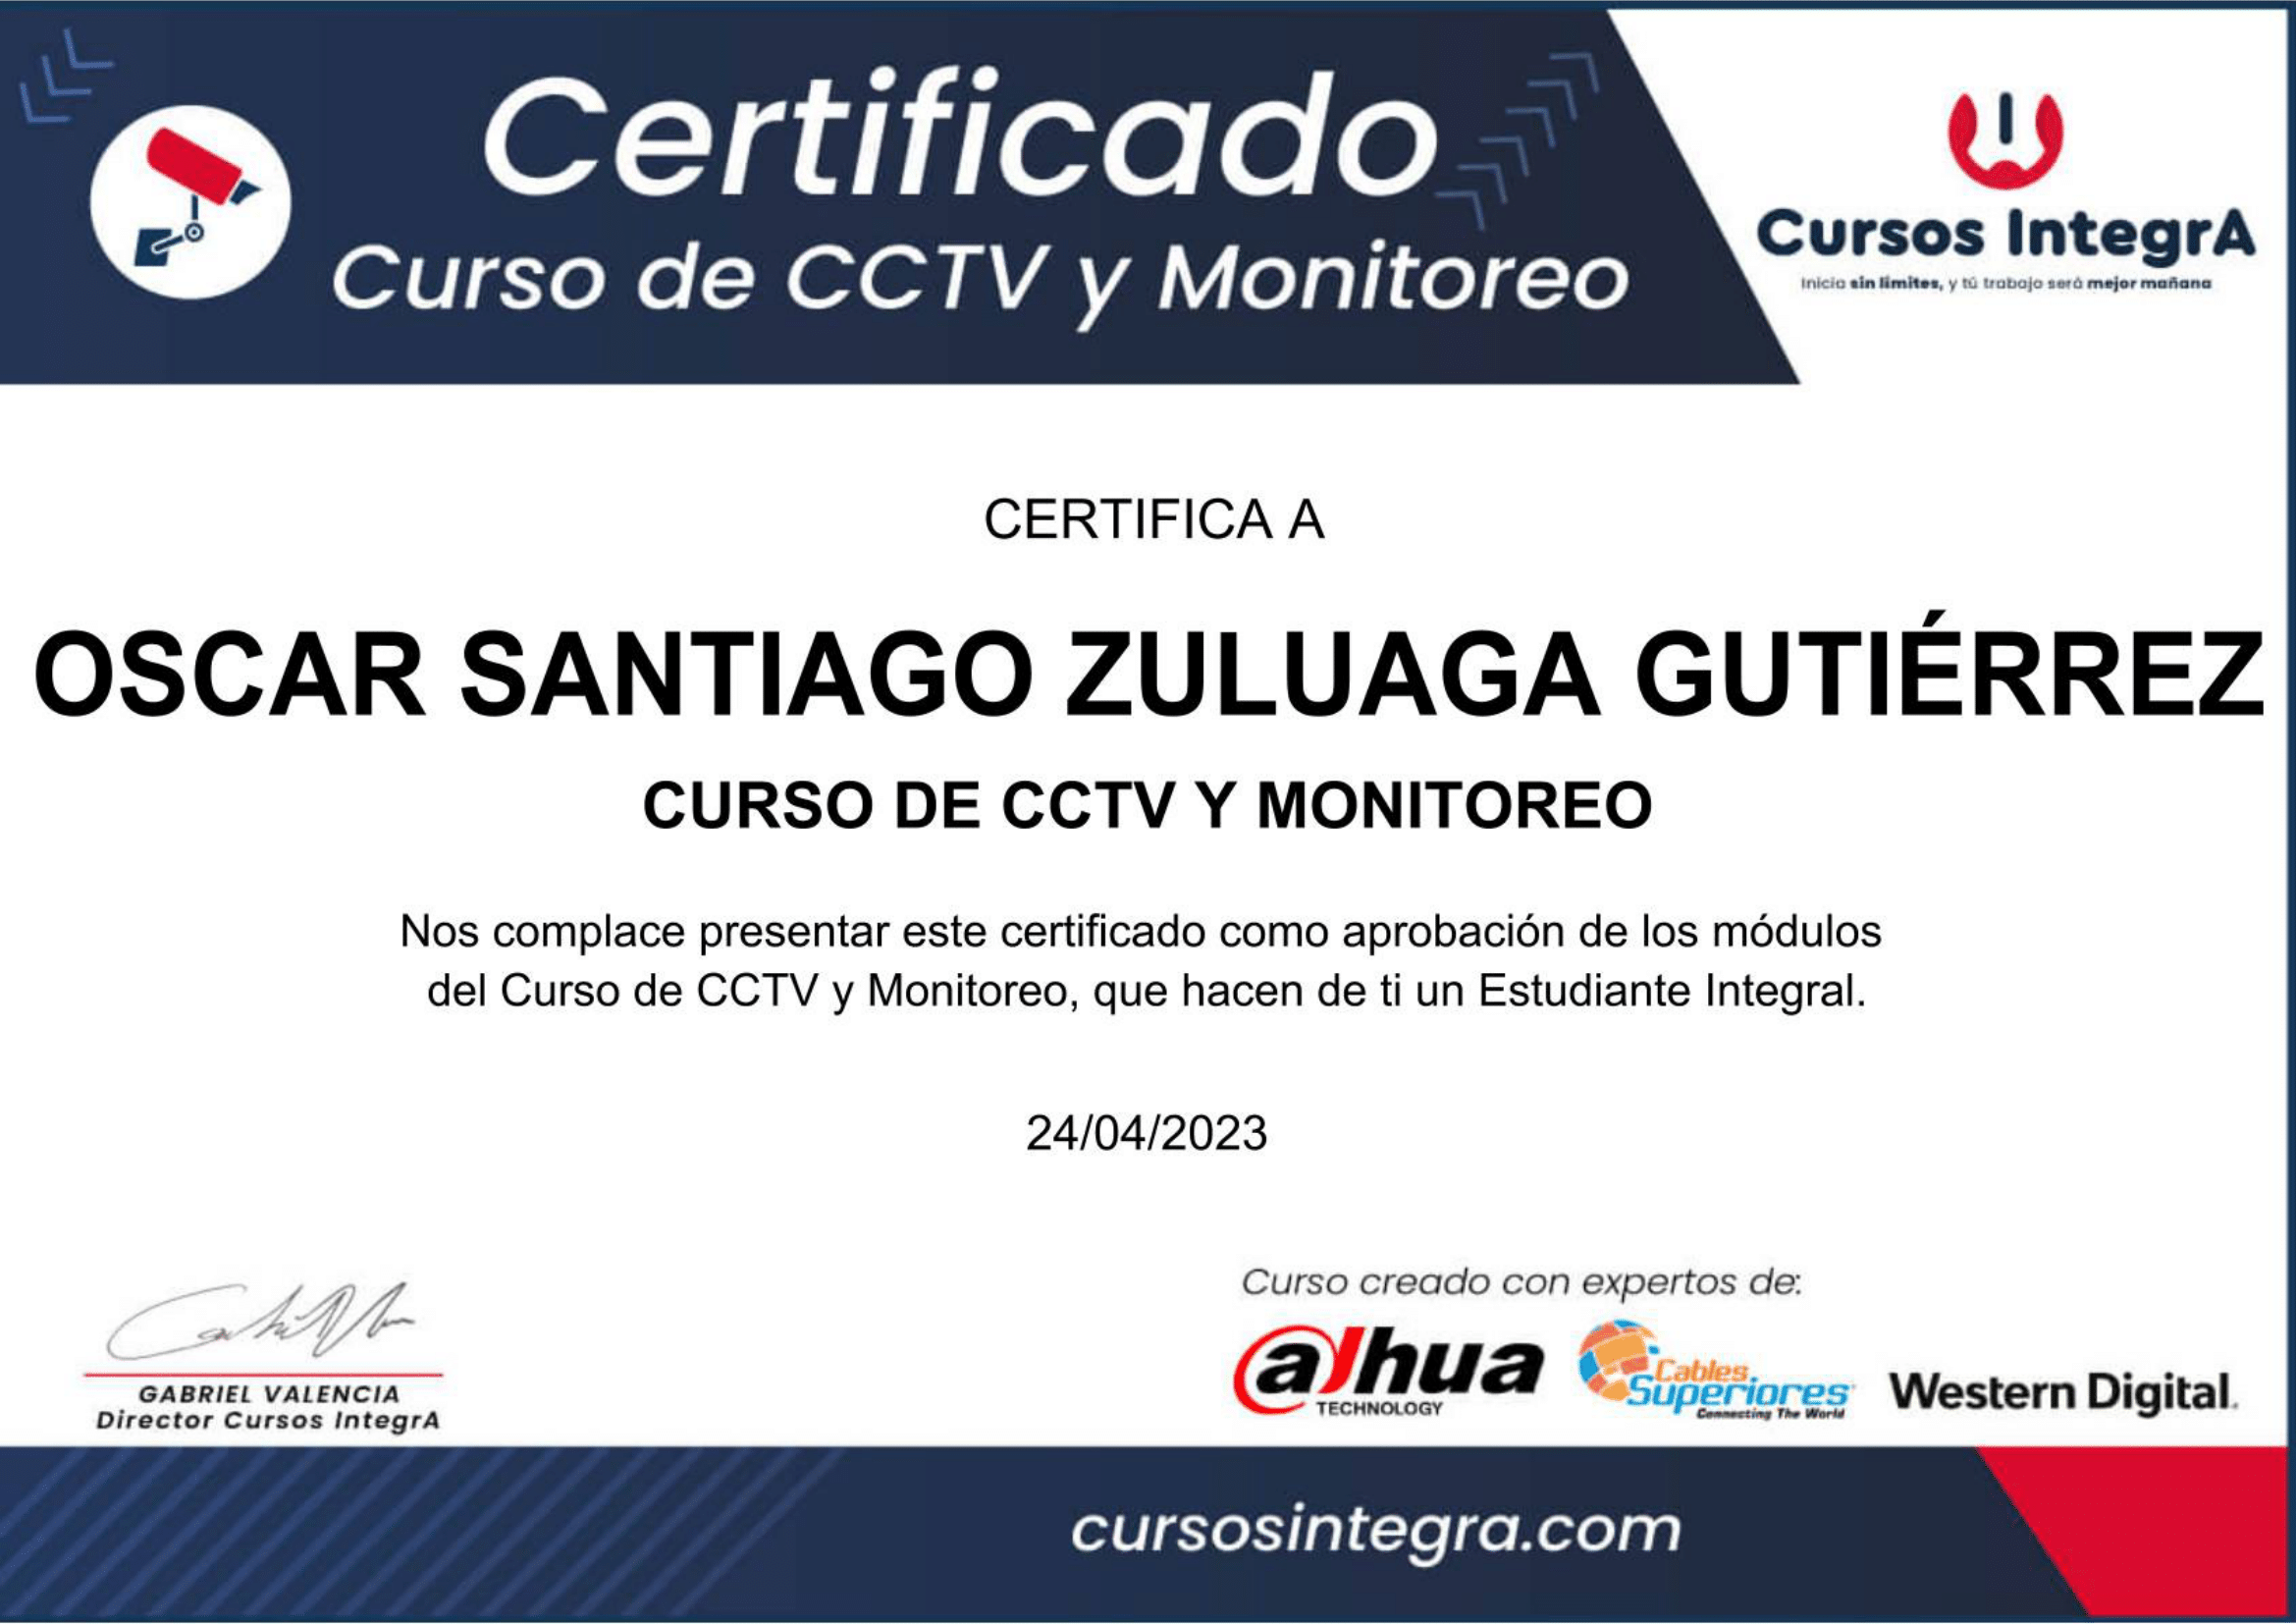 Certificado
Curso de CCTV y Monitoreo
Cursos IntegrA
Inicia sin límites, y tú trabajo será mejor mañana
CERTIFICA A
OSCAR SANTIAGO ZULUAGA GUTIÉRREZ
CURSO DE CCTV Y MONITOREO
Nos complace presentar este certificado como aprobación de los módulos
del Curso de CCTV y Monitoreo, que hacen de ti un Estudiante Integral.
24/04/2023
GABRIEL VALENCIA
Director Cursos IntegrA
Curso creado con expertos de:
alhua
TECHNOLOGY
Cables
Superiores
Connecting The World
Western Digital.
cursosintegra.com